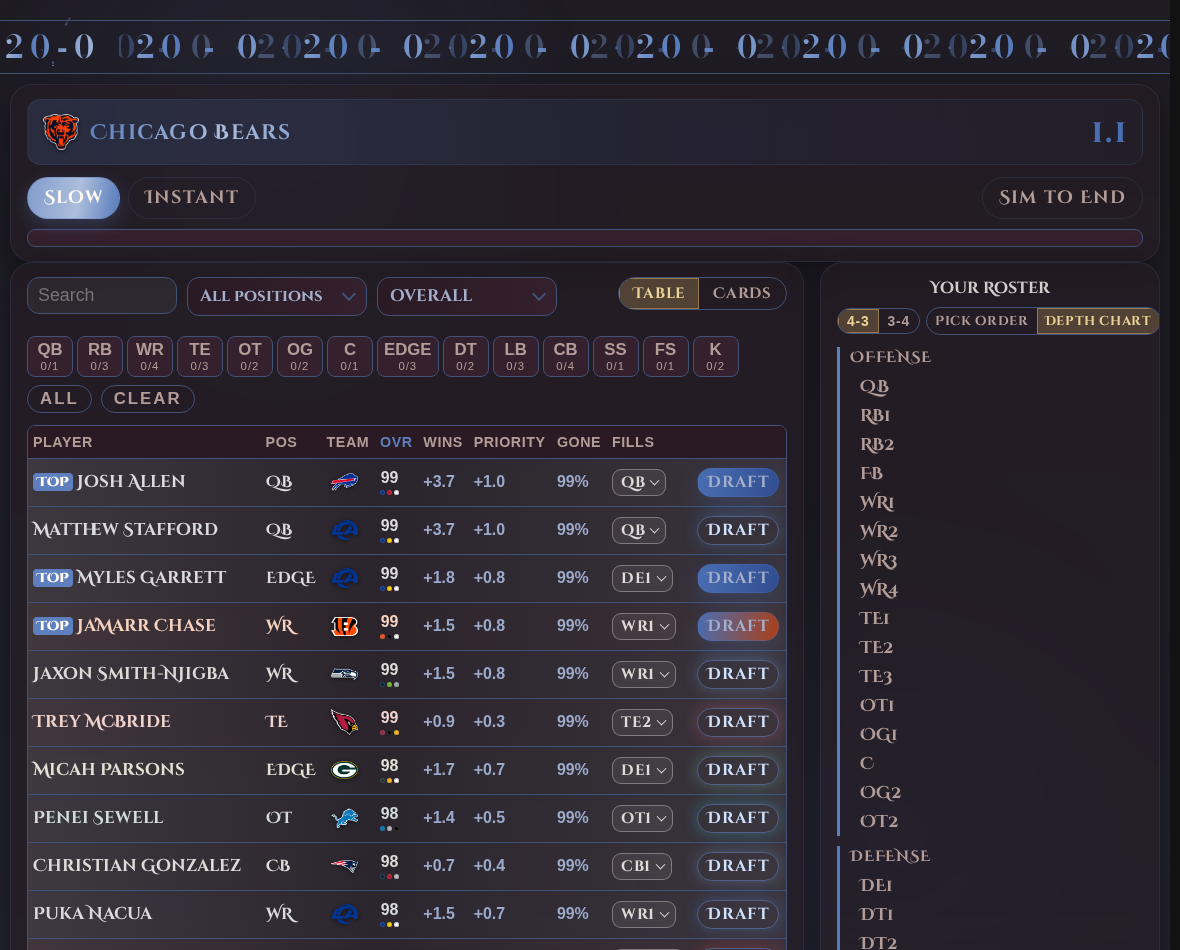 20-0 020-0 020-0 020-0 020-0 020-0 020-0 020
CHICAGO BEARS 1.1
SLOW INSTANT SIM TO END
Search ALL POSITIONS OVERALL TABLE CARDS
QB RB WR TE OT OG C EDGE DT LB CB SS FS K
0/1 0/3 0/4 0/3 0/2 0/2 0/1 0/3 0/2 0/3 0/4 0/1 0/1 0/2
ALL CLEAR
PLAYER POS TEAM OVR WINS PRIORITY GONE FILLS
TOP JOSH ALLEN QB 99 +3.7 +1.0 99% QB DRAFT
MATTHEW STAFFORD QB 99 +3.7 +1.0 99% QB DRAFT
TOP MYLES GARRETT EDGE 99 +1.8 +0.8 99% DE1 DRAFT
TOP JA'MARR CHASE WR 99 +1.5 +0.8 99% WR1 DRAFT
JAXON SMITH-NJIGBA WR 99 +1.5 +0.8 99% WR1 DRAFT
TREY MCBRIDE TE 99 +0.9 +0.3 99% TE2 DRAFT
MICAH PARSONS EDGE 98 +1.7 +0.7 99% DE1 DRAFT
PENEI SEWELL OT 98 +1.4 +0.5 99% OT1 DRAFT
CHRISTIAN GONZALEZ CB 98 +0.7 +0.4 99% CB1 DRAFT
PUKA NACUA WR 98 +1.5 +0.7 99% WR1 DRAFT
YOUR ROSTER
4-3 3-4 PICK ORDER DEPTH CHART
OFFENSE
QB
RB1
RB2
FB
WR1
WR2
WR3
WR4
TE1
TE2
TE3
OT1
OG1
C
OG2
OT2
DEFENSE
DE1
DT1
DT2